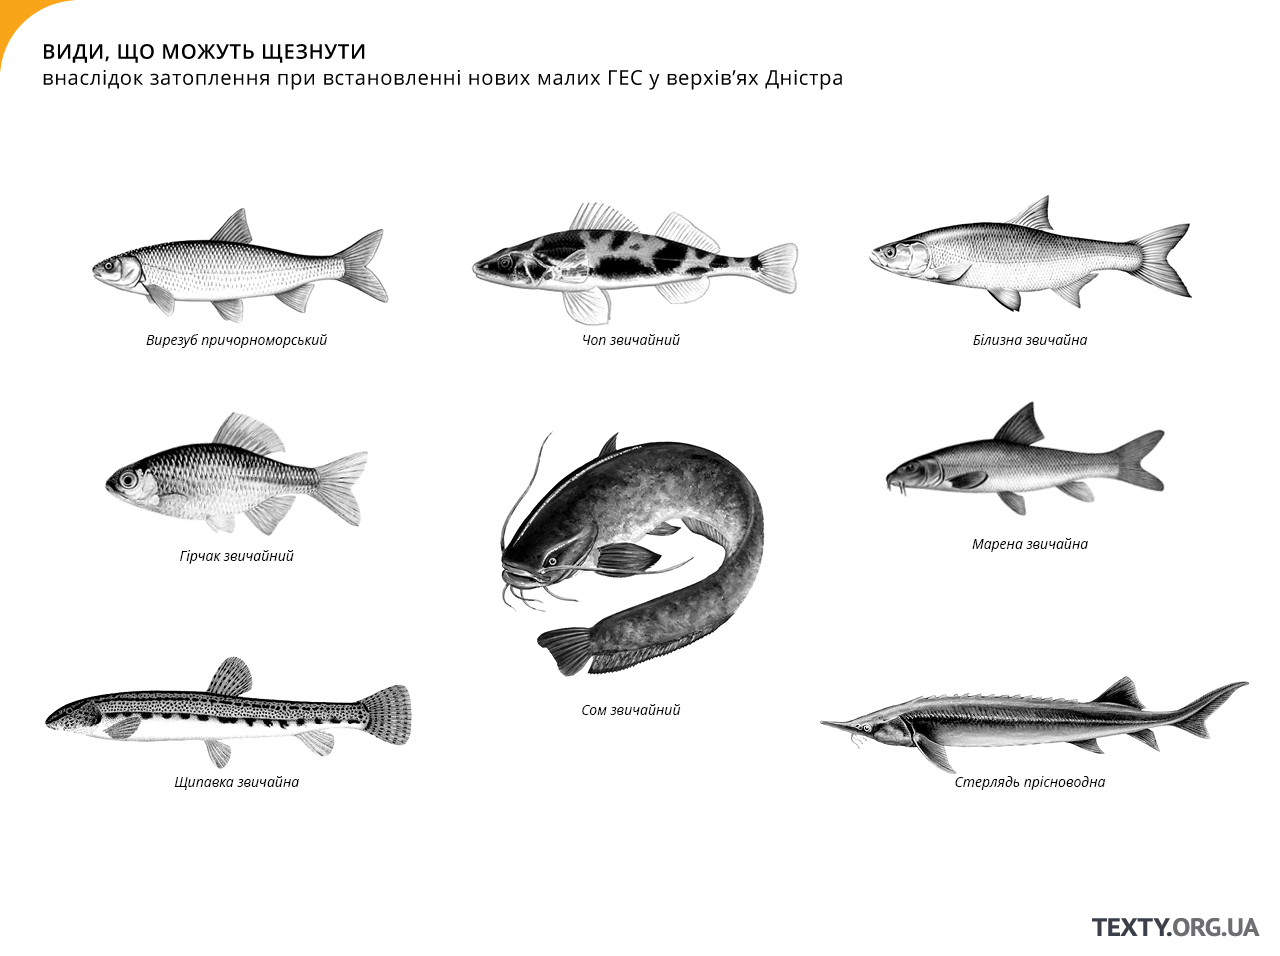 ВИДИ, ЩО МОЖУТЬ ЩЕЗНУТИ
внаслідок затоплення при встановленні нових малих ГЕС у верхів’ях Дністра
Вирезуб причорноморський
Чоп звичайний
Білизна звичайна
Гірчак звичайний
Марена звичайна
Сом звичайний
Щипавка звичайна
Стерлядь прісноводна
TEXTY.ORG.UA